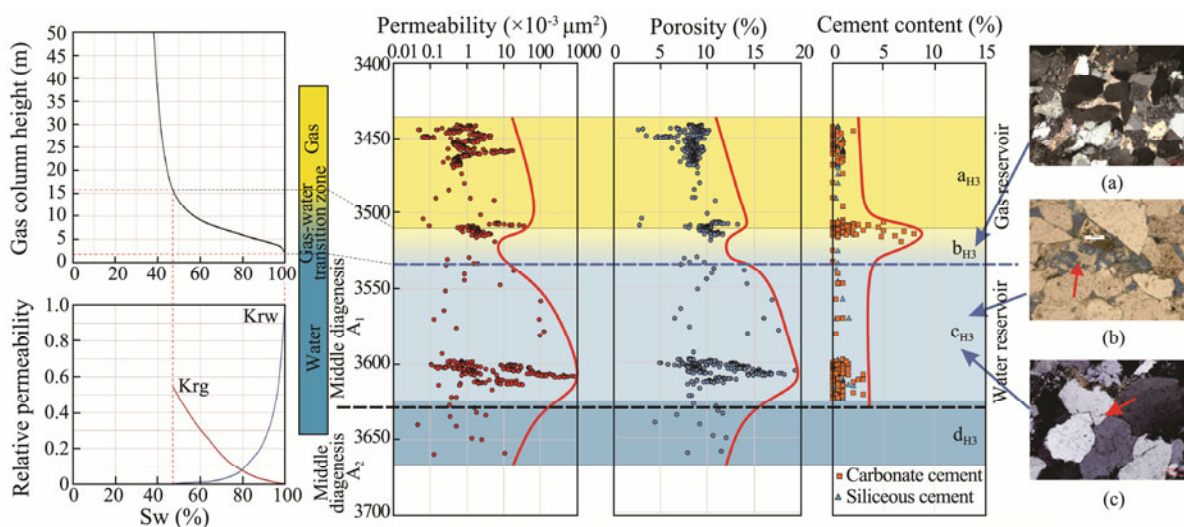 Permeability (×10⁻³ μm²)
Porosity (%)
Cement content (%)
0.01 0.1 1 10 100 1000
0 5 10 15 20
0 5 10 15
3400
3450
3500
3550
3600
3650
3700
Gas column height (m)
50
45
40
35
30
25
20
15
10
5
0
0 20 40 60 80 100
Gas
Gas-water
transition zone
Water
Relative permeability
1.0
0.8
0.6
0.4
0.2
0
Krw
Krg
0 20 40 60 80 100
Sw (%)
Middle diagenesis
A₁
Middle diagenesis
A₂
aH3
bH3
cH3
dH3
Gas reservoir
Water reservoir
Carbonate cement
Siliceous cement
(a)
(b)
(c)